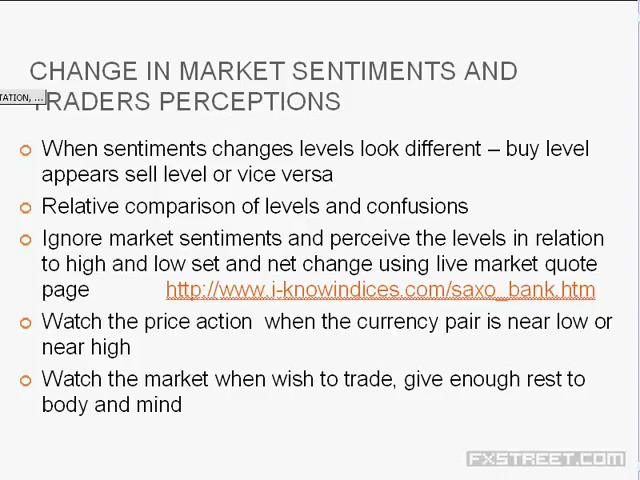 CHANGE IN MARKET SENTIMENTS AND
TATION, ...
TRADERS PERCEPTIONS
When sentiments changes levels look different – buy level
appears sell level or vice versa
Relative comparison of levels and confusions
Ignore market sentiments and perceive the levels in relation
to high and low set and net change using live market quote
page http://www.i-knowindices.com/saxo_bank.htm
Watch the price action when the currency pair is near low or
near high
Watch the market when wish to trade, give enough rest to
body and mind
FXSTREET.COM